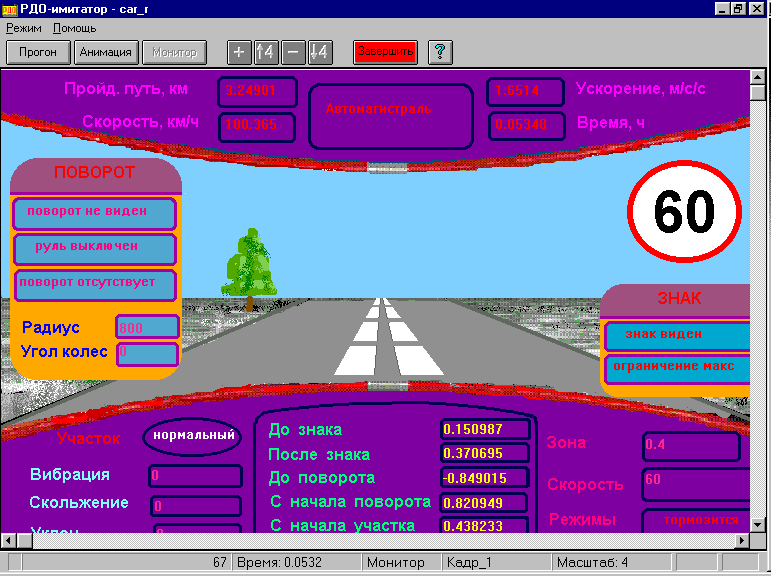 РДО-имитатор - car_r
Режим Помощь
Прогон Анимация Монитор + ↑4 − ↓4 Завершить ?
Пройд. путь, км 3.24901 Автомагистраль 1.6514 Ускорение, м/с/с
Скорость, км/ч 100.365 0.05340 Время, ч
ПОВОРОТ
поворот не виден
руль выключен
поворот отсутствует
Радиус 800
Угол колес 0
60
ЗНАК
знак виден
ограничение макс
Участок нормальный
Вибрация 0
Скольжение 0
Уклон
До знака 0.150987
После знака 0.370695
До поворота -0.849015
С начала поворота 0.820949
С начала участка 0.438233
Зона 0.4
Скорость 60
Режимы тормозится
67 Время: 0.0532 Монитор Кадр_1 Масштаб: 4